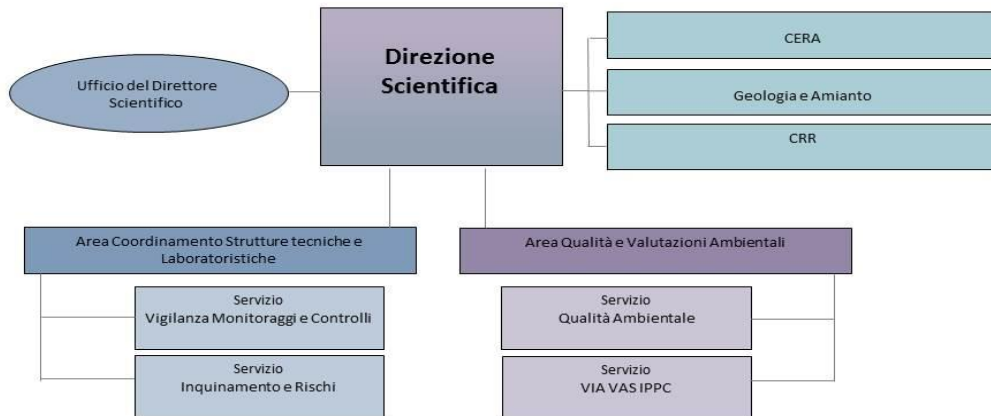 Direzione
Scientifica
Ufficio del Direttore
Scientifico
CERA
Geologia e Amianto
CRR
Area Coordinamento Strutture tecniche e
Laboratoristiche
Servizio
Vigilanza Monitoraggi e Controlli
Servizio
Inquinamento e Rischi
Area Qualità e Valutazioni Ambientali
Servizio
Qualità Ambientale
Servizio
VIA VAS IPPC